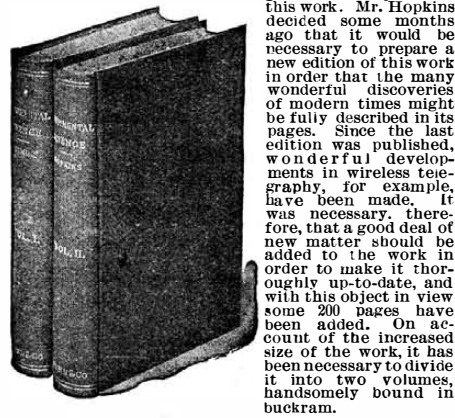 this work. Mr. Hopkins
decided some months
ago that it would be
necessary to prepare a
new edition of this work
in order that the many
wonderful discoveries
of modern times might
be fully described in its
pages. Since the last
edition was published,
wonderful develop-
ments in wireless tele-
graphy, for example,
have been made. It
was necessary. there-
fore, that a good deal of
new matter should be
added to the work in
order to make it thor-
oughly up-to-date, and
with this object in view
some 200 pages have
been added. On ac-
count of the increased
size of the work, it has
been necessary to divide
it into two volumes,
handsomely bound in
buckram.
VOL. I.
VOL. II.